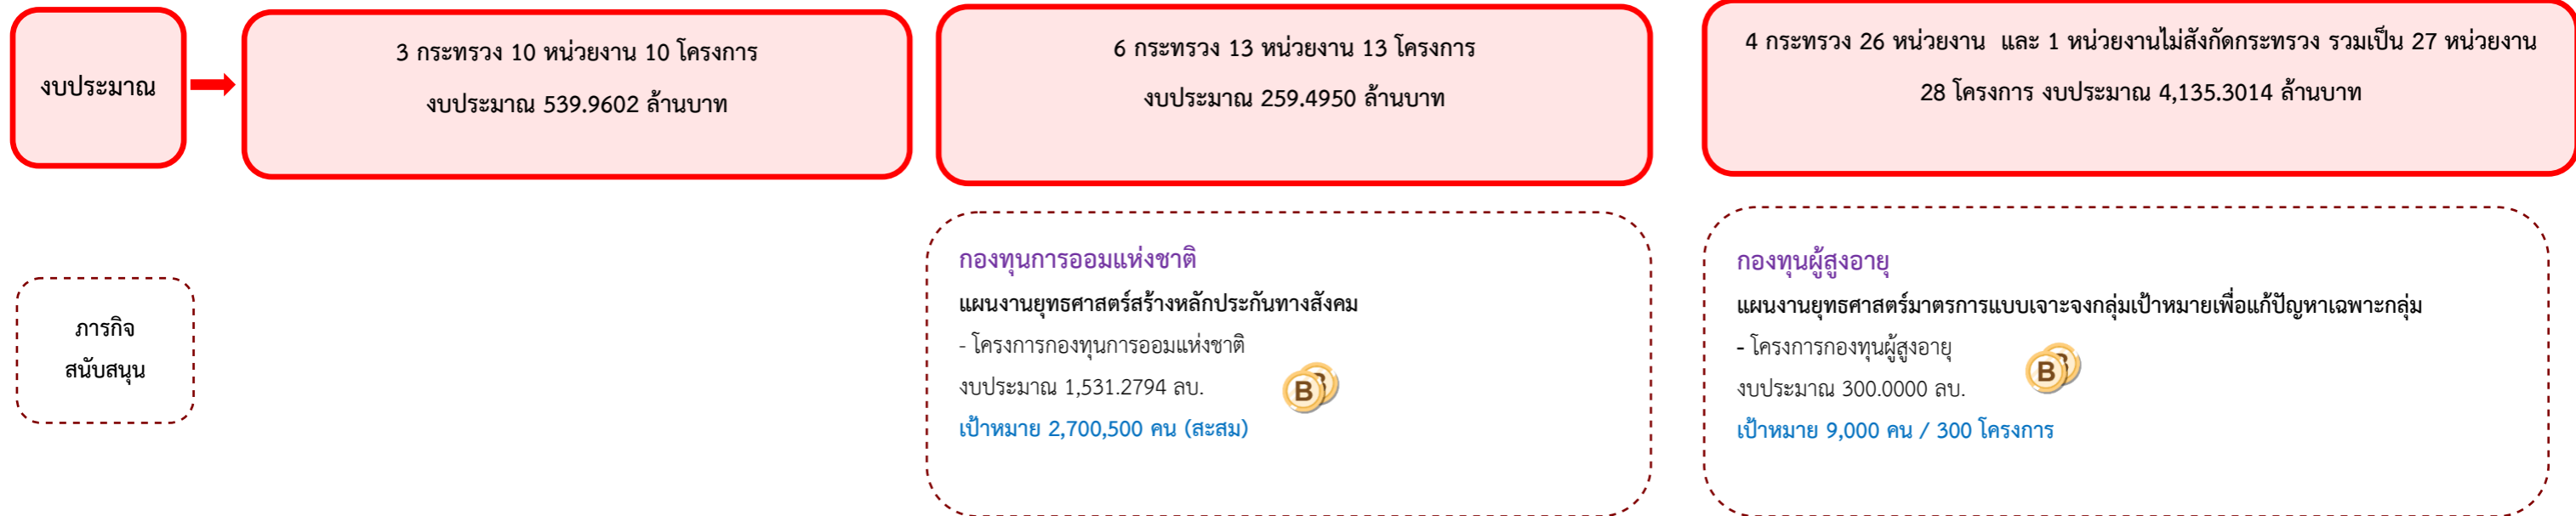 งบประมาณ
3 กระทรวง 10 หน่วยงาน 10 โครงการ
งบประมาณ 539.9602 ล้านบาท
6 กระทรวง 13 หน่วยงาน 13 โครงการ
งบประมาณ 259.4950 ล้านบาท
4 กระทรวง 26 หน่วยงาน และ 1 หน่วยงานไม่สังกัดกระทรวง รวมเป็น 27 หน่วยงาน
28 โครงการ งบประมาณ 4,135.3014 ล้านบาท
ภารกิจ
สนับสนุน
กองทุนการออมแห่งชาติ
แผนงานยุทธศาสตร์สร้างหลักประกันทางสังคม
- โครงการกองทุนการออมแห่งชาติ
งบประมาณ 1,531.2794 ลบ.
B B
เป้าหมาย 2,700,500 คน (สะสม)
กองทุนผู้สูงอายุ
แผนงานยุทธศาสตร์มาตรการแบบเจาะจงกลุ่มเป้าหมายเพื่อแก้ปัญหาเฉพาะกลุ่ม
- โครงการกองทุนผู้สูงอายุ
งบประมาณ 300.0000 ลบ.
B B
เป้าหมาย 9,000 คน / 300 โครงการ